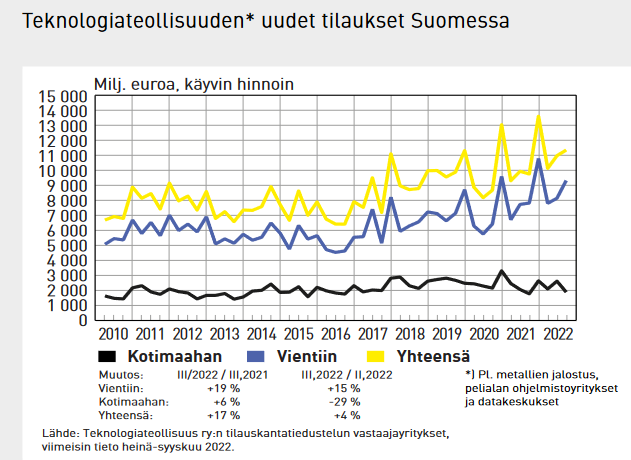 Teknologiateollisuuden* uudet tilaukset Suomessa
Milj. euroa, käyvin hinnoin
15 000
14 000
13 000
12 000
11 000
10 000
9 000
8 000
7 000
6 000
5 000
4 000
3 000
2 000
1 000
0
2010 2011 2012 2013 2014 2015 2016 2017 2018 2019 2020 2021 2022
Kotimaahan Vientiin Yhteensä
Muutos: III/2022 / III,2021 III,2022 / II,2022
Vientiin: +19 % +15 %
Kotimaahan: +6 % -29 %
Yhteensä: +17 % +4 %
*) Pl. metallien jalostus,
pelialan ohjelmistoyritykset
ja datakeskukset
Lähde: Teknologiateollisuus ry:n tilauskantatiedustelun vastaajayritykset,
viimeisin tieto heinä-syyskuu 2022.